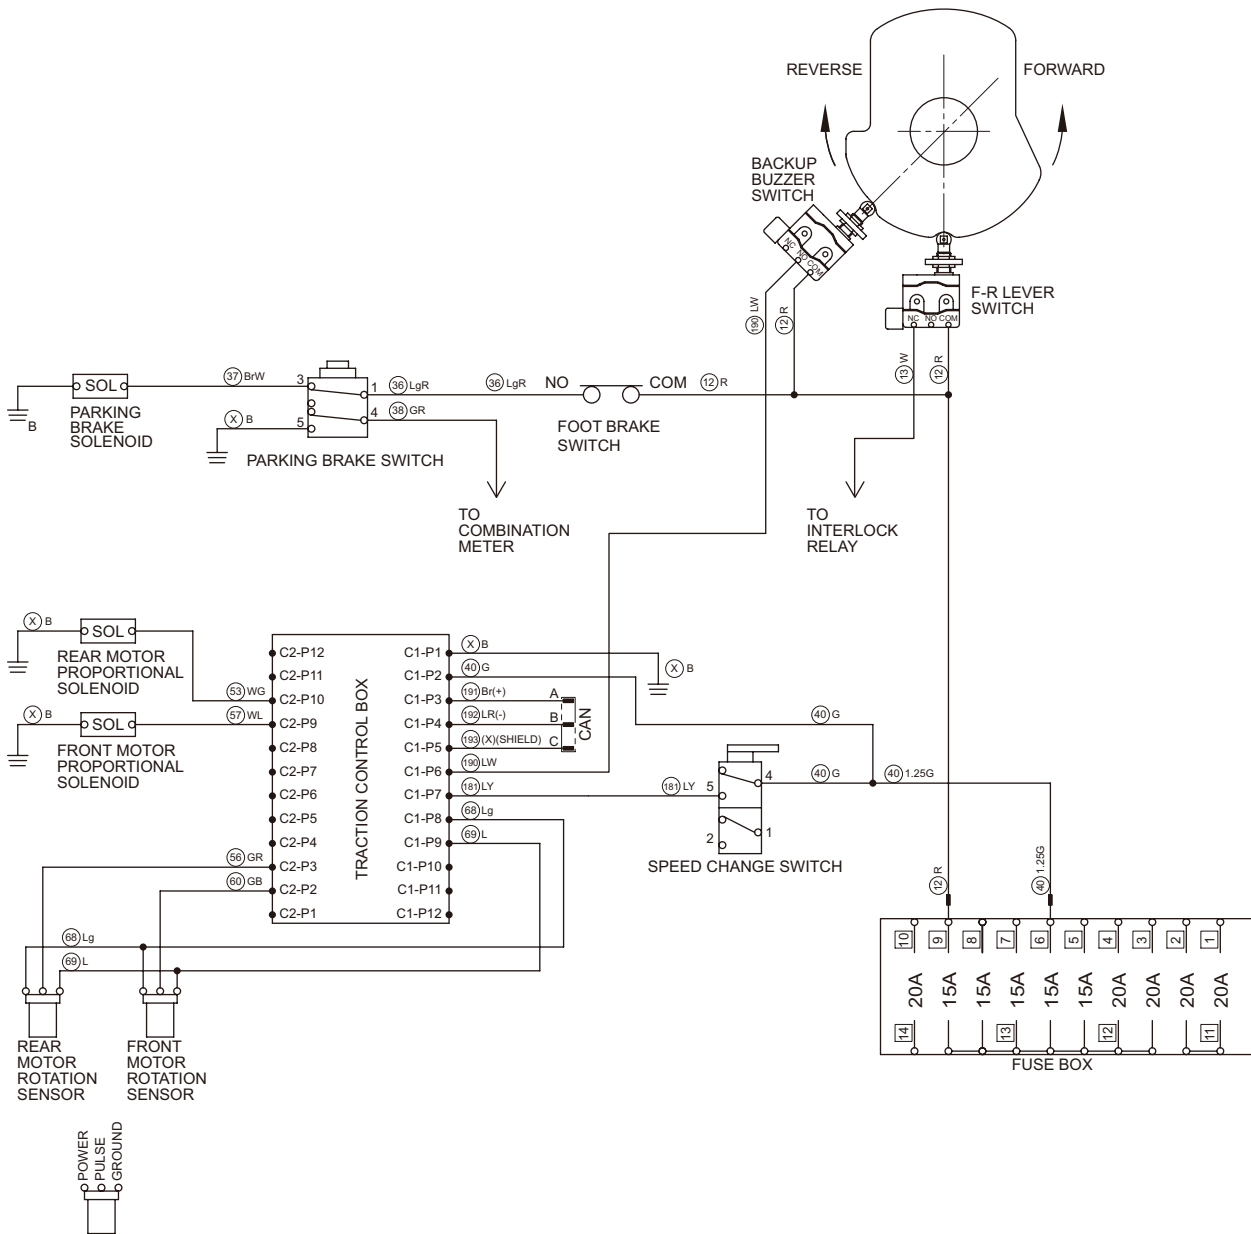 REVERSE
FORWARD
BACKUP
BUZZER
SWITCH
NC NO COM
F-R LEVER
SWITCH
NC NO COM
190 LW
12 R
13 W
12 R
SOL
37 BrW
3
1
36 LgR
36 LgR
NO
COM
12 R
B
PARKING
BRAKE
SOLENOID
X B
5
4
38 GR
FOOT BRAKE
SWITCH
PARKING BRAKE SWITCH
TO
COMBINATION
METER
TO
INTERLOCK
RELAY
X B
SOL
REAR MOTOR
PROPORTIONAL
SOLENOID
53 WG
X B
SOL
57 WL
FRONT MOTOR
PROPORTIONAL
SOLENOID
C2-P12
C2-P11
C2-P10
C2-P9
C2-P8
C2-P7
C2-P6
C2-P5
C2-P4
C2-P3
C2-P2
C2-P1
TRACTION CONTROL BOX
C1-P1
C1-P2
C1-P3
C1-P4
C1-P5
C1-P6
C1-P7
C1-P8
C1-P9
C1-P10
C1-P11
C1-P12
X B
X B
40 G
191 Br(+)
A
192 LR(-)
B
193 (X)(SHIELD)
C
CAN
190 LW
181 LY
68 Lg
69 L
40 G
181 LY
5
4
40 G
40 1.25G
2
1
SPEED CHANGE SWITCH
56 GR
60 GB
68 Lg
69 L
REAR
MOTOR
ROTATION
SENSOR
FRONT
MOTOR
ROTATION
SENSOR
12 R
40 1.25G
10 9 8 7 6 5 4 3 2 1
20A 15A 15A 15A 15A 15A 20A 20A 20A 20A
14 13 12 11
FUSE BOX
POWER
PULSE
GROUND